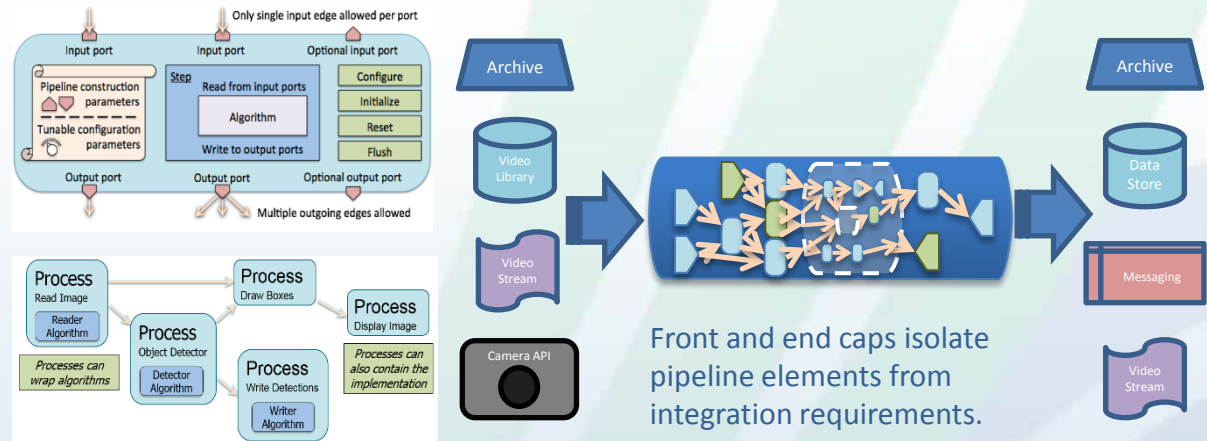 Only single input edge allowed per port
Input port
Input port
Optional input port
Pipeline construction
parameters
Tunable configuration
parameters
Step
Read from input ports
Algorithm
Write to output ports
Configure
Initialize
Reset
Flush
Output port
Output port
Optional output port
Multiple outgoing edges allowed
Process
Read Image
Reader
Algorithm
Processes can
wrap algorithms
Process
Object Detector
Detector
Algorithm
Process
Draw Boxes
Process
Write Detections
Writer
Algorithm
Process
Display Image
Processes can
also contain the
implementation
Archive
Video
Library
Video
Stream
Camera API
Front and end caps isolate
pipeline elements from
integration requirements.
Archive
Data
Store
Messaging
Video
Stream